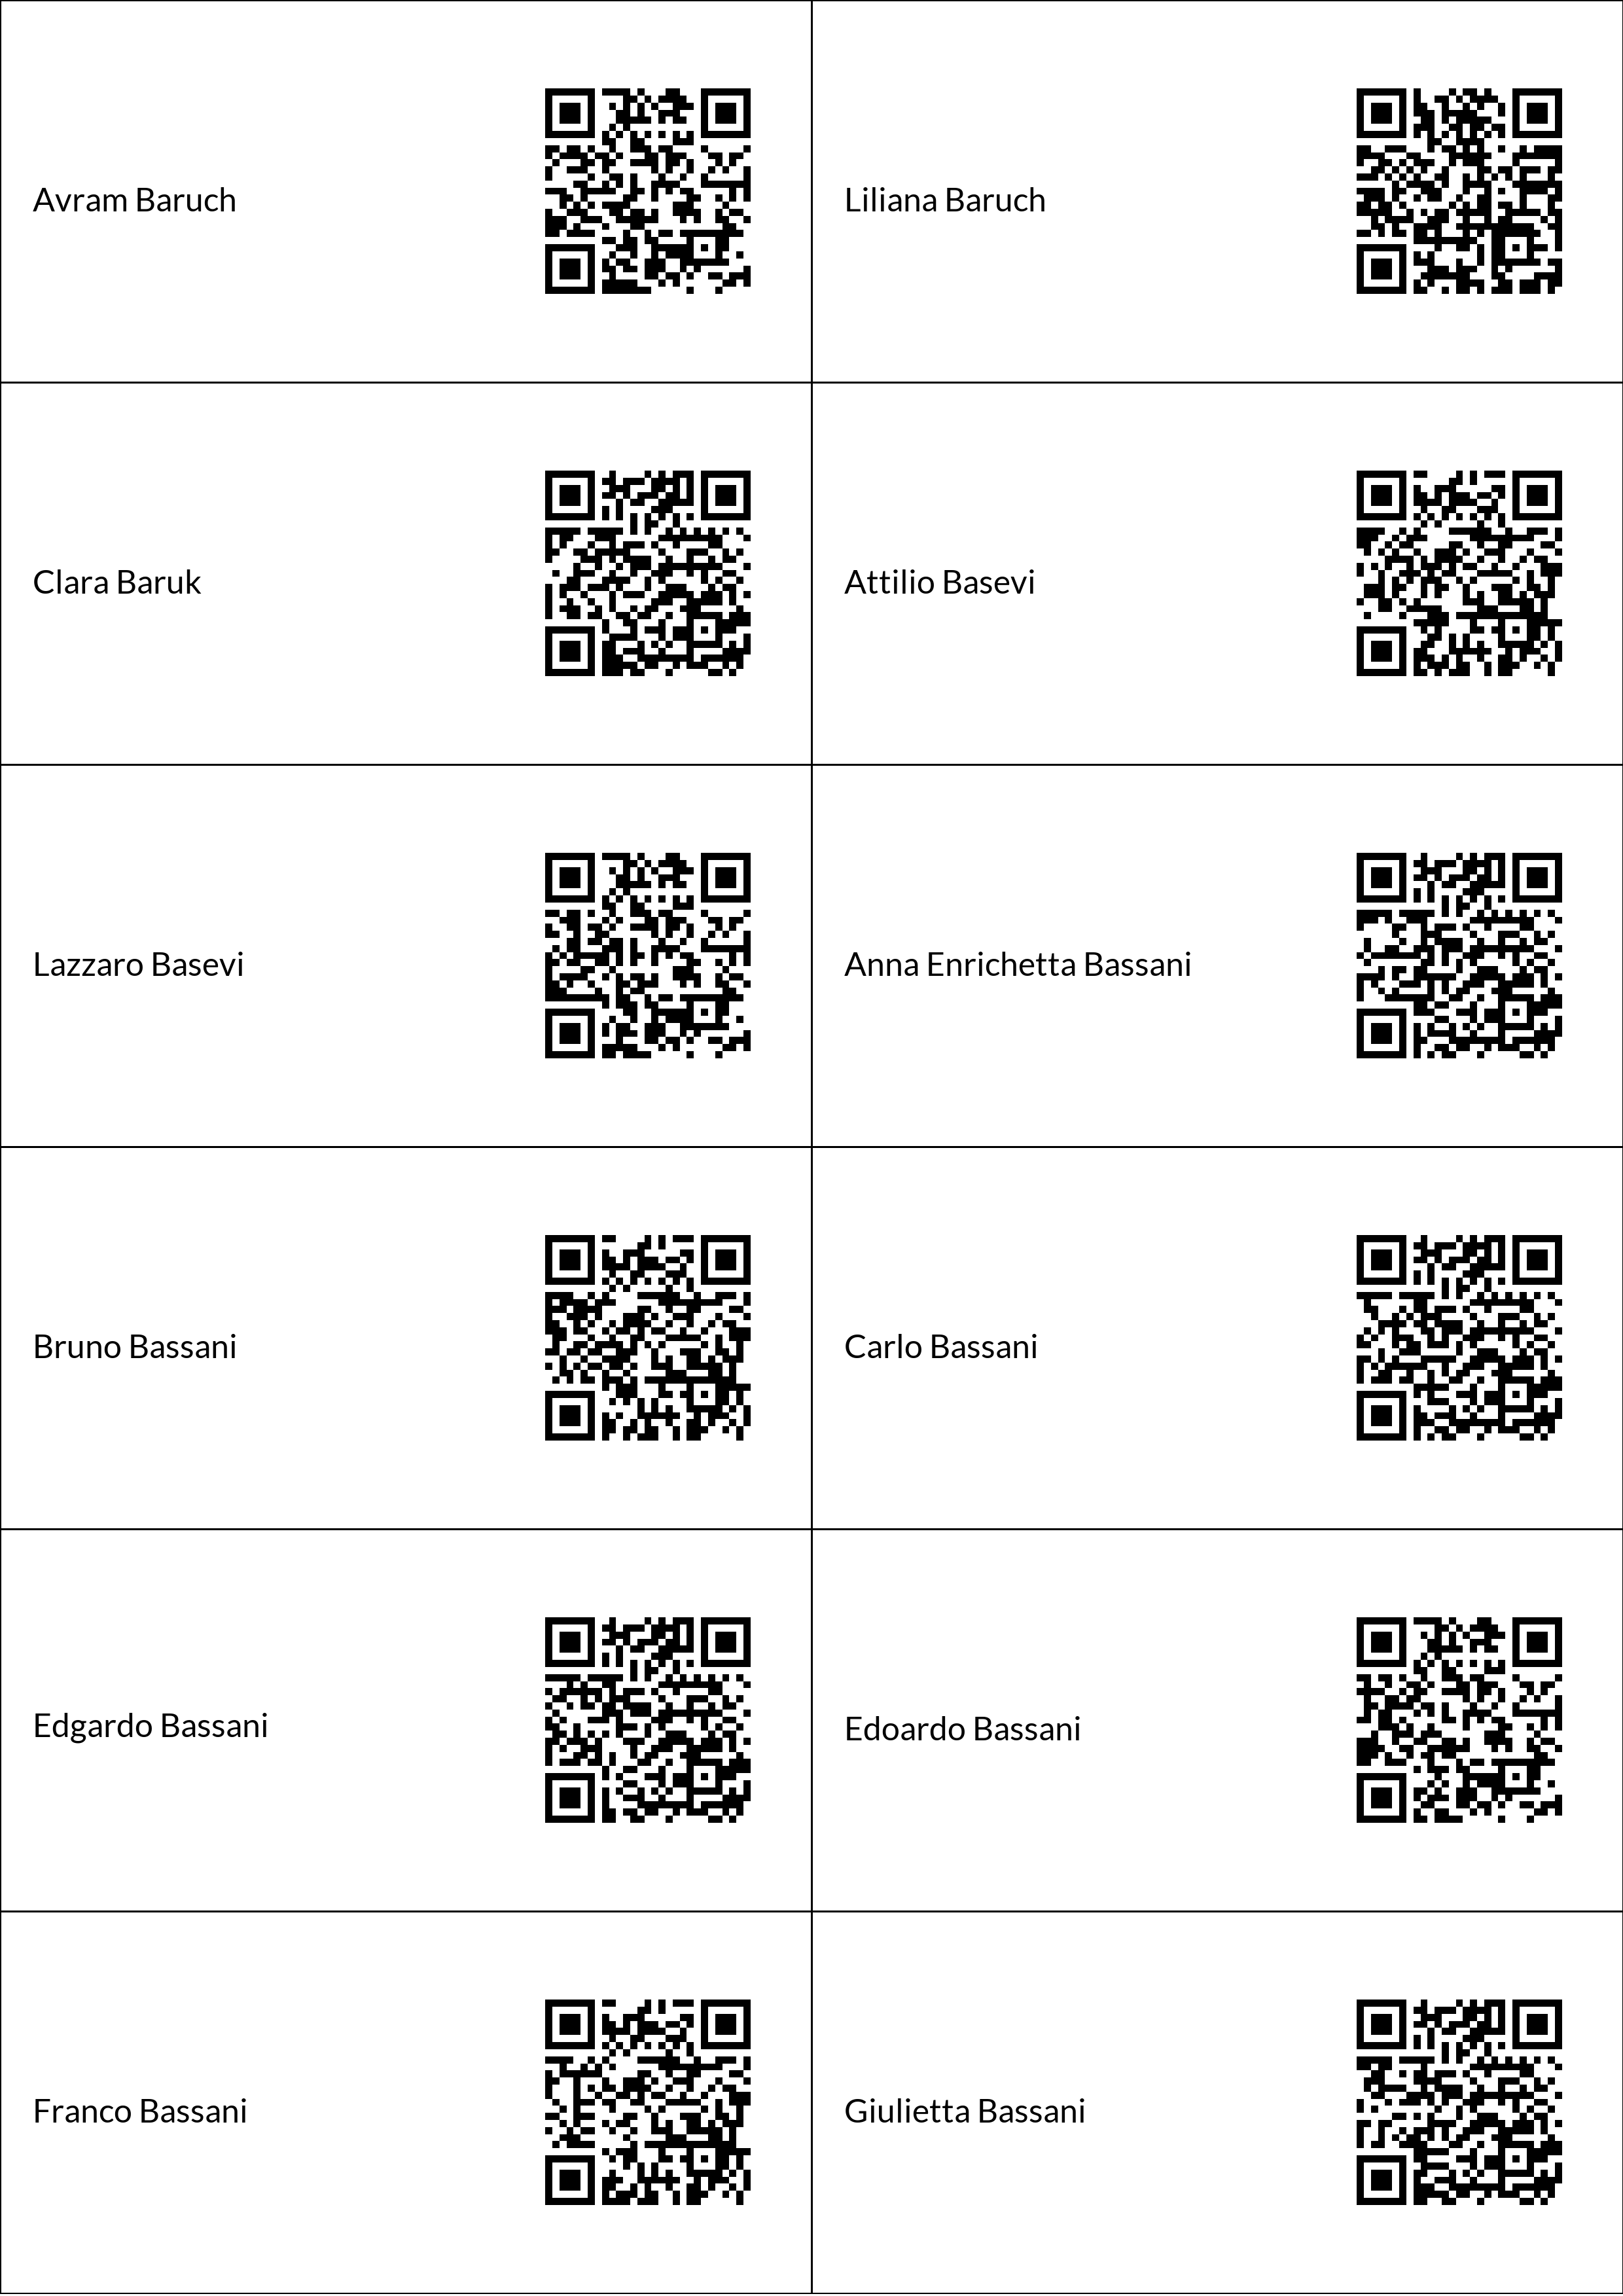 Avram Baruch
Liliana Baruch
Clara Baruk
Attilio Basevi
Lazzaro Basevi
Anna Enrichetta Bassani
Bruno Bassani
Carlo Bassani
Edgardo Bassani
Edoardo Bassani
Franco Bassani
Giulietta Bassani